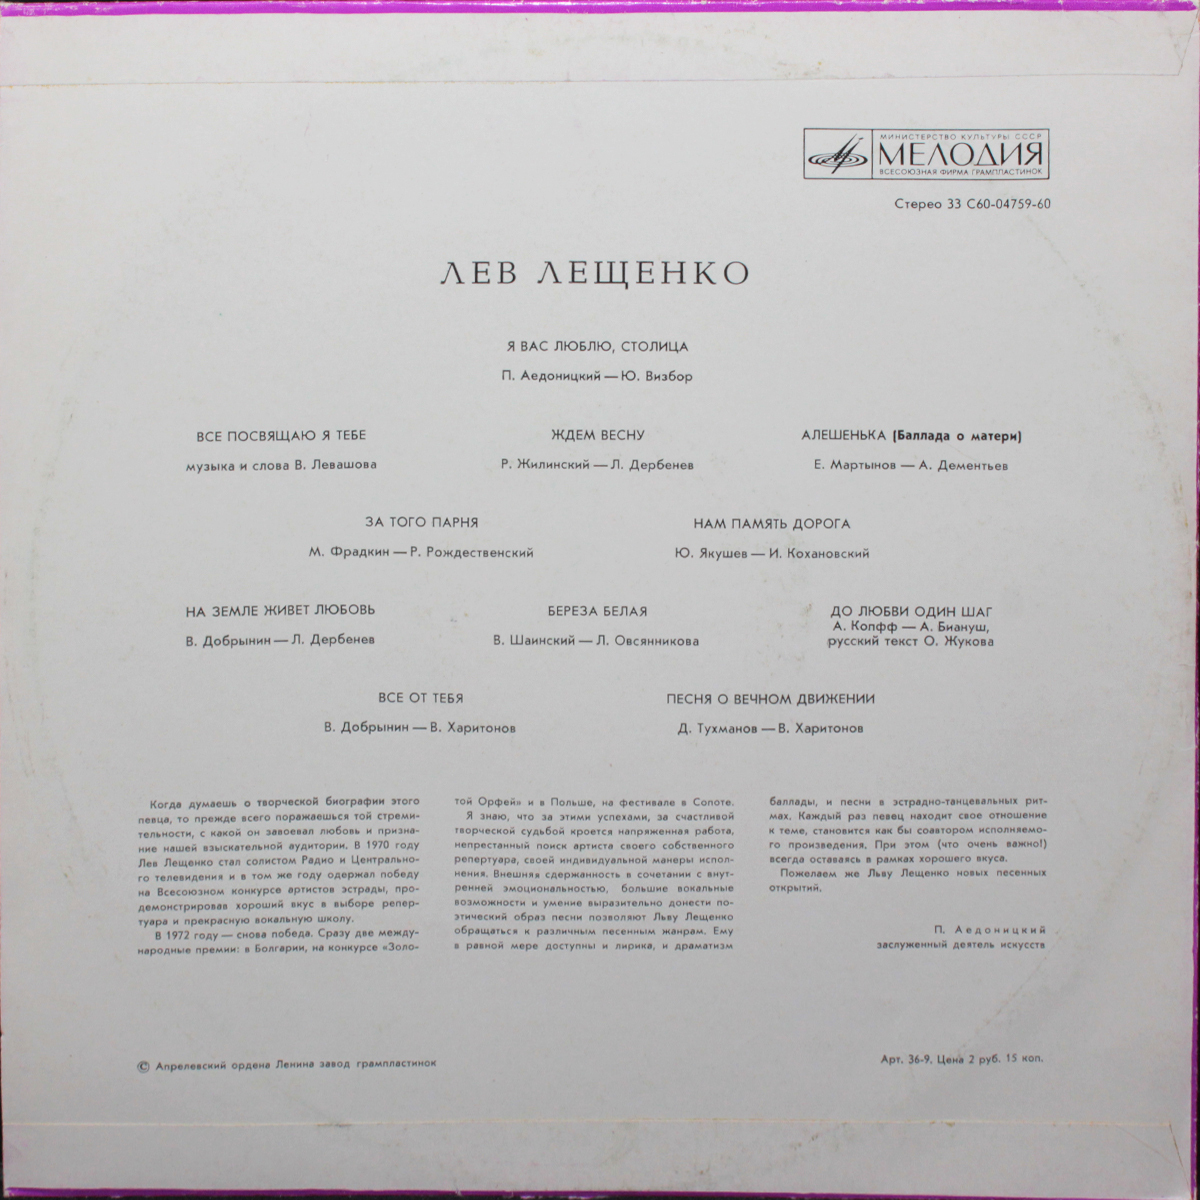 МИНИСТЕРСТВО КУЛЬТУРЫ СССР
МЕЛОДИЯ
ВСЕСОЮЗНАЯ ФИРМА ГРАМПЛАСТИНОК
Стерео 33 С60-04759-60
ЛЕВ ЛЕЩЕНКО
Я ВАС ЛЮБЛЮ, СТОЛИЦА
П. Аедоницкий — Ю. Визбор
ВСЕ ПОСВЯЩАЮ Я ТЕБЕ
музыка и слова В. Левашова
ЖДЕМ ВЕСНУ
Р. Жилинский — Л. Дербенев
АЛЕШЕНЬКА (Баллада о матери)
Е. Мартынов — А. Дементьев
ЗА ТОГО ПАРНЯ
М. Фрадкин — Р. Рождественский
НАМ ПАМЯТЬ ДОРОГА
Ю. Якушев — И. Кохановский
НА ЗЕМЛЕ ЖИВЕТ ЛЮБОВЬ
В. Добрынин — Л. Дербенев
БЕРЕЗА БЕЛАЯ
В. Шаинский — Л. Овсянникова
ДО ЛЮБВИ ОДИН ШАГ
А. Копфф — А. Биануш,
русский текст О. Жукова
ВСЕ ОТ ТЕБЯ
В. Добрынин — В. Харитонов
ПЕСНЯ О ВЕЧНОМ ДВИЖЕНИИ
Д. Тухманов — В. Харитонов
Когда думаешь о творческой биографии этого
певца, то прежде всего поражаешься той стреми-
тельности, с какой он завоевал любовь и призна-
ние нашей взыскательной аудитории. В 1970 году
Лев Лещенко стал солистом Радио и Центрально-
го телевидения и в том же году одержал победу
на Всесоюзном конкурсе артистов эстрады, про-
демонстрировав хороший вкус в выборе репер-
туара и прекрасную вокальную школу.
В 1972 году — снова победа. Сразу две между-
народные премии: в Болгарии, на конкурсе «Золо-
той Орфей» и в Польше, на фестивале в Сопоте.
Я знаю, что за этими успехами, за счастливой
творческой судьбой кроется напряженная работа,
непрестанный поиск артиста своего собственного
репертуара, своей индивидуальной манеры испол-
нения. Внешняя сдержанность в сочетании с внут-
ренней эмоциональностью, большие вокальные
возможности и умение выразительно донести по-
этический образ песни позволяют Льву Лещенко
обращаться к различным песенным жанрам. Ему
в равной мере доступны и лирика, и драматизм
баллады, и песни в эстрадно-танцевальных рит-
мах. Каждый раз певец находит свое отношение
к теме, становится как бы соавтором исполняемо-
го произведения. При этом (что очень важно!)
всегда оставаясь в рамках хорошего вкуса.
Пожелаем же Льву Лещенко новых песенных
открытий.
П. Аедоницкий
заслуженный деятель искусств
© Апрелевский ордена Ленина завод грампластинок
Арт. 36-9. Цена 2 руб. 15 коп.